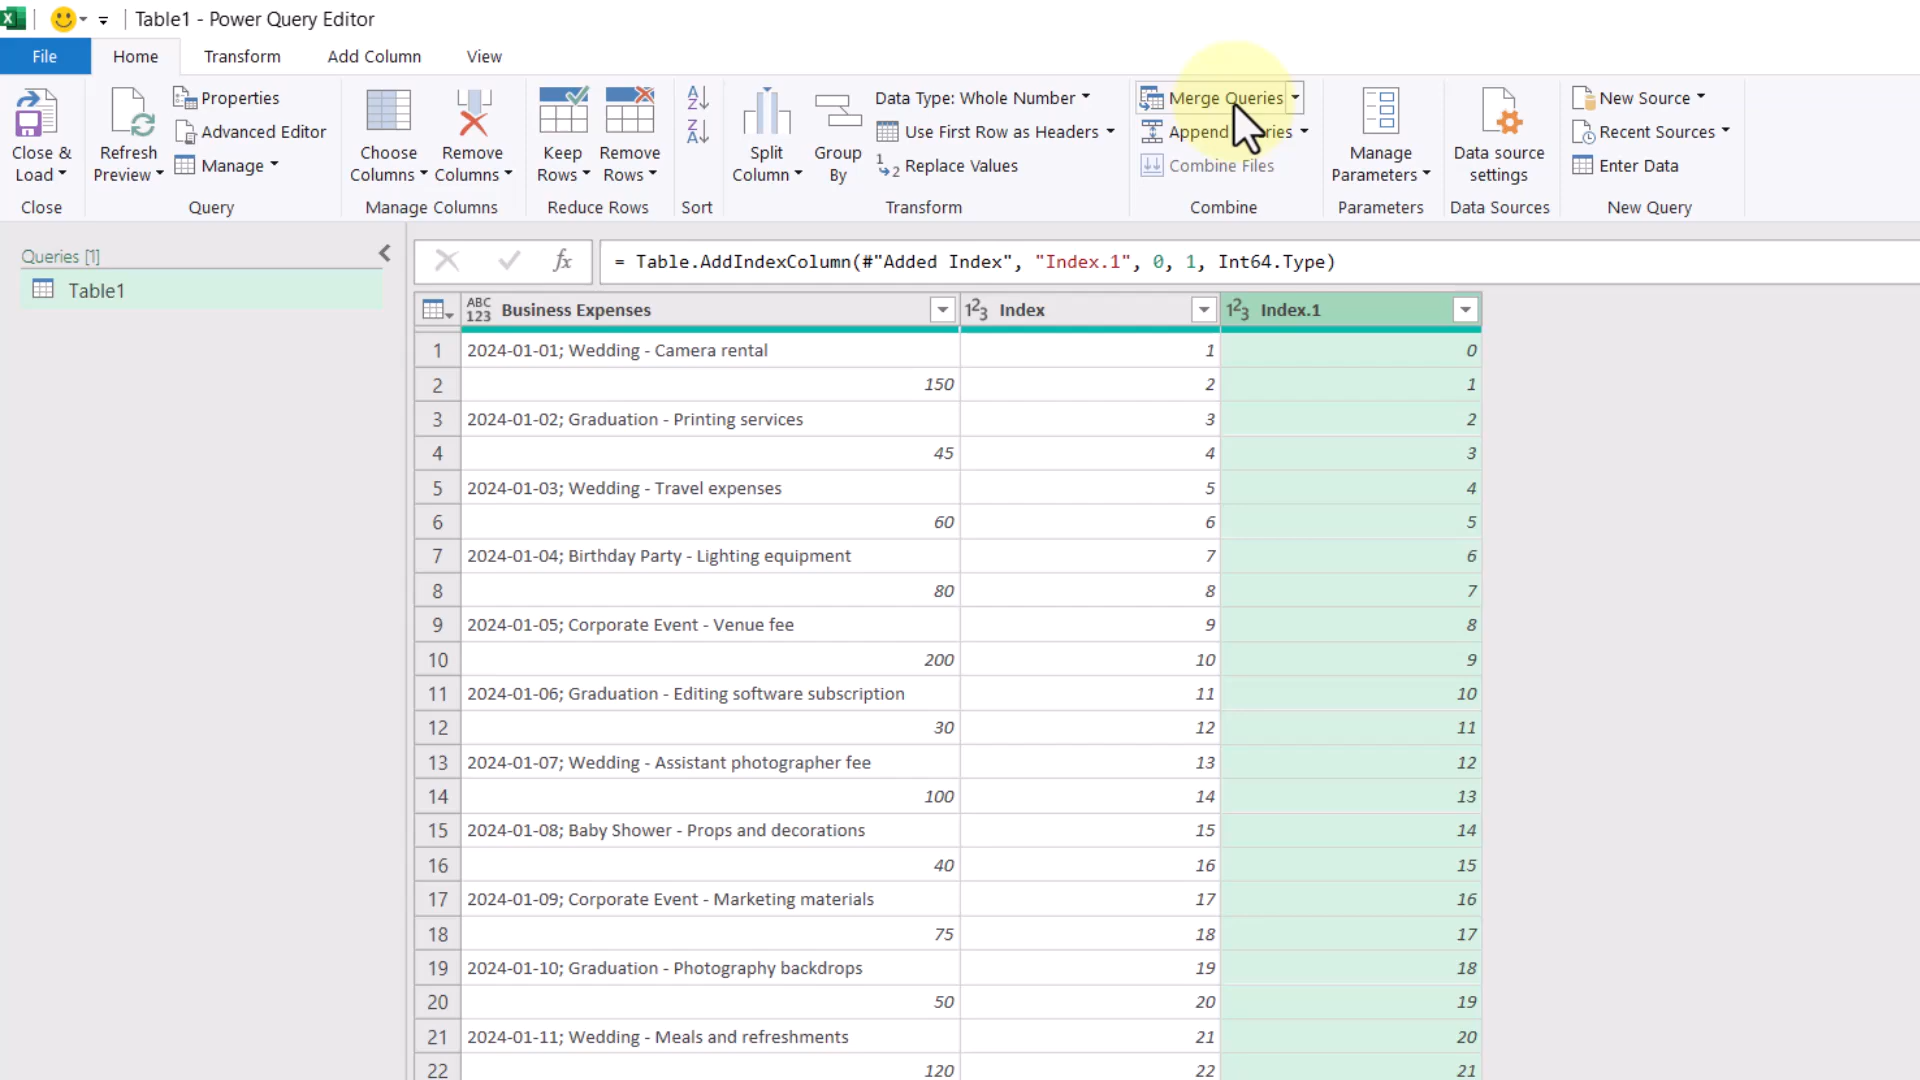 Table1 - Power Query Editor
File Home Transform Add Column View
Close & Load
Close
Refresh Preview
Properties
Advanced Editor
Manage
Query
Choose Columns
Remove Columns
Manage Columns
Keep Rows
Remove Rows
Reduce Rows
A Z
Z A
Sort
Split Column
Group By
Data Type: Whole Number
Use First Row as Headers
1 2 Replace Values
Transform
Merge Queries
Append Queries
Combine Files
Combine
Manage Parameters
Parameters
Data source settings
Data Sources
New Source
Recent Sources
Enter Data
New Query
Queries [1]
Table1
fx = Table.AddIndexColumn(#"Added Index", "Index.1", 0, 1, Int64.Type)
ABC 123 Business Expenses 123 Index 123 Index.1
1 2024-01-01; Wedding - Camera rental 1 0
2 150 2 1
3 2024-01-02; Graduation - Printing services 3 2
4 45 4 3
5 2024-01-03; Wedding - Travel expenses 5 4
6 60 6 5
7 2024-01-04; Birthday Party - Lighting equipment 7 6
8 80 8 7
9 2024-01-05; Corporate Event - Venue fee 9 8
10 200 10 9
11 2024-01-06; Graduation - Editing software subscription 11 10
12 30 12 11
13 2024-01-07; Wedding - Assistant photographer fee 13 12
14 100 14 13
15 2024-01-08; Baby Shower - Props and decorations 15 14
16 40 16 15
17 2024-01-09; Corporate Event - Marketing materials 17 16
18 75 18 17
19 2024-01-10; Graduation - Photography backdrops 19 18
20 50 20 19
21 2024-01-11; Wedding - Meals and refreshments 21 20
22 120 22 21